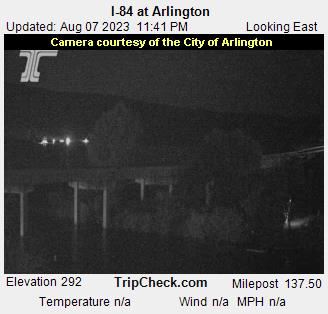 I-84 at Arlington
Updated: Aug 07 2023 11:41 PM Looking East
Camera courtesy of the City of Arlington
Elevation 292 TripCheck.com Milepost 137.50
Temperature n/a Wind n/a MPH n/a